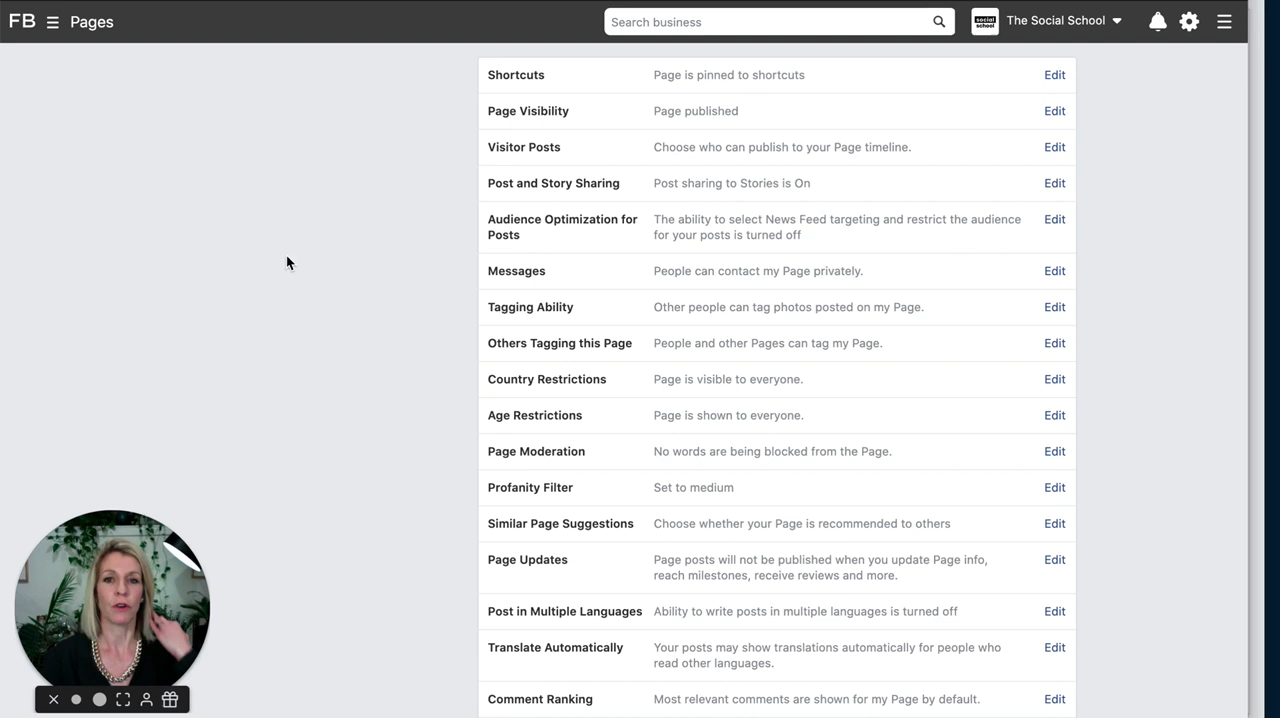 FB Pages Search business social school The Social School
Shortcuts Page is pinned to shortcuts Edit
Page Visibility Page published Edit
Visitor Posts Choose who can publish to your Page timeline. Edit
Post and Story Sharing Post sharing to Stories is On Edit
Audience Optimization for Posts The ability to select News Feed targeting and restrict the audience for your posts is turned off Edit
Messages People can contact my Page privately. Edit
Tagging Ability Other people can tag photos posted on my Page. Edit
Others Tagging this Page People and other Pages can tag my Page. Edit
Country Restrictions Page is visible to everyone. Edit
Age Restrictions Page is shown to everyone. Edit
Page Moderation No words are being blocked from the Page. Edit
Profanity Filter Set to medium Edit
Similar Page Suggestions Choose whether your Page is recommended to others Edit
Page Updates Page posts will not be published when you update Page info, reach milestones, receive reviews and more. Edit
Post in Multiple Languages Ability to write posts in multiple languages is turned off Edit
Translate Automatically Your posts may show translations automatically for people who read other languages. Edit
Comment Ranking Most relevant comments are shown for my Page by default. Edit